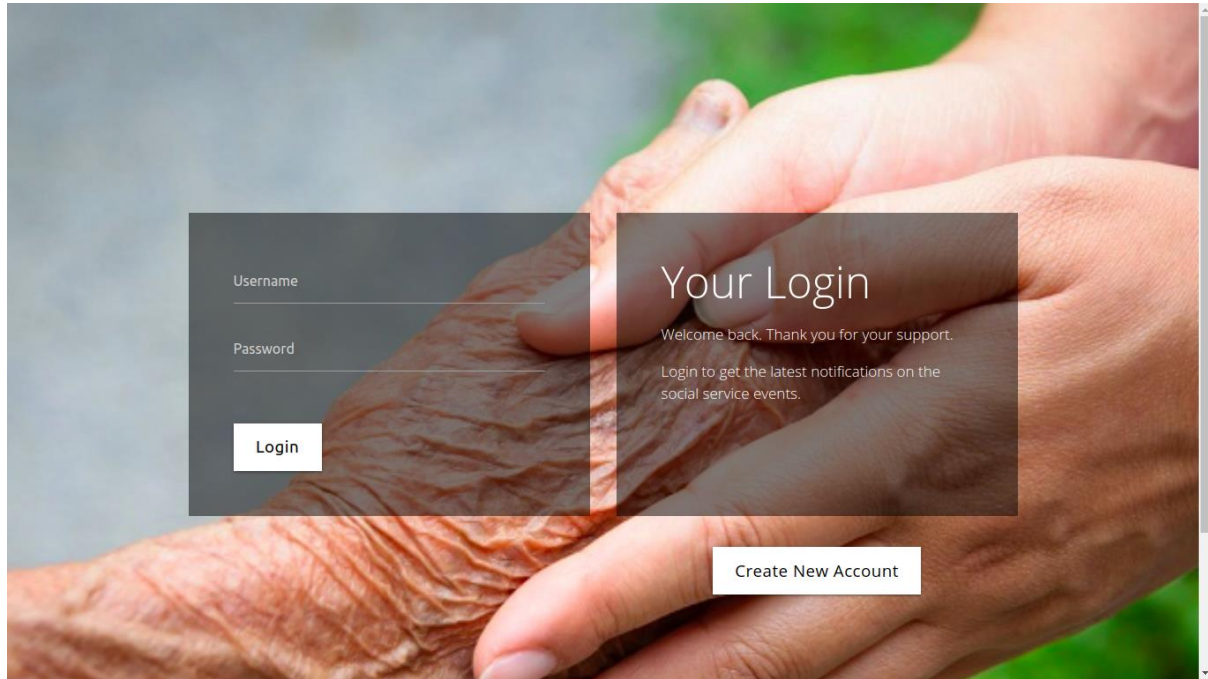 Username
Password
Login
Your Login
Welcome back. Thank you for your support.
Login to get the latest notifications on the
social service events.
Create New Account